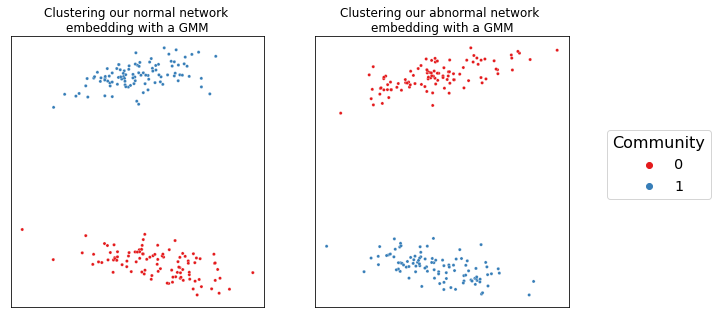 Clustering our normal network
embedding with a GMM
Clustering our abnormal network
embedding with a GMM
Community
0
1